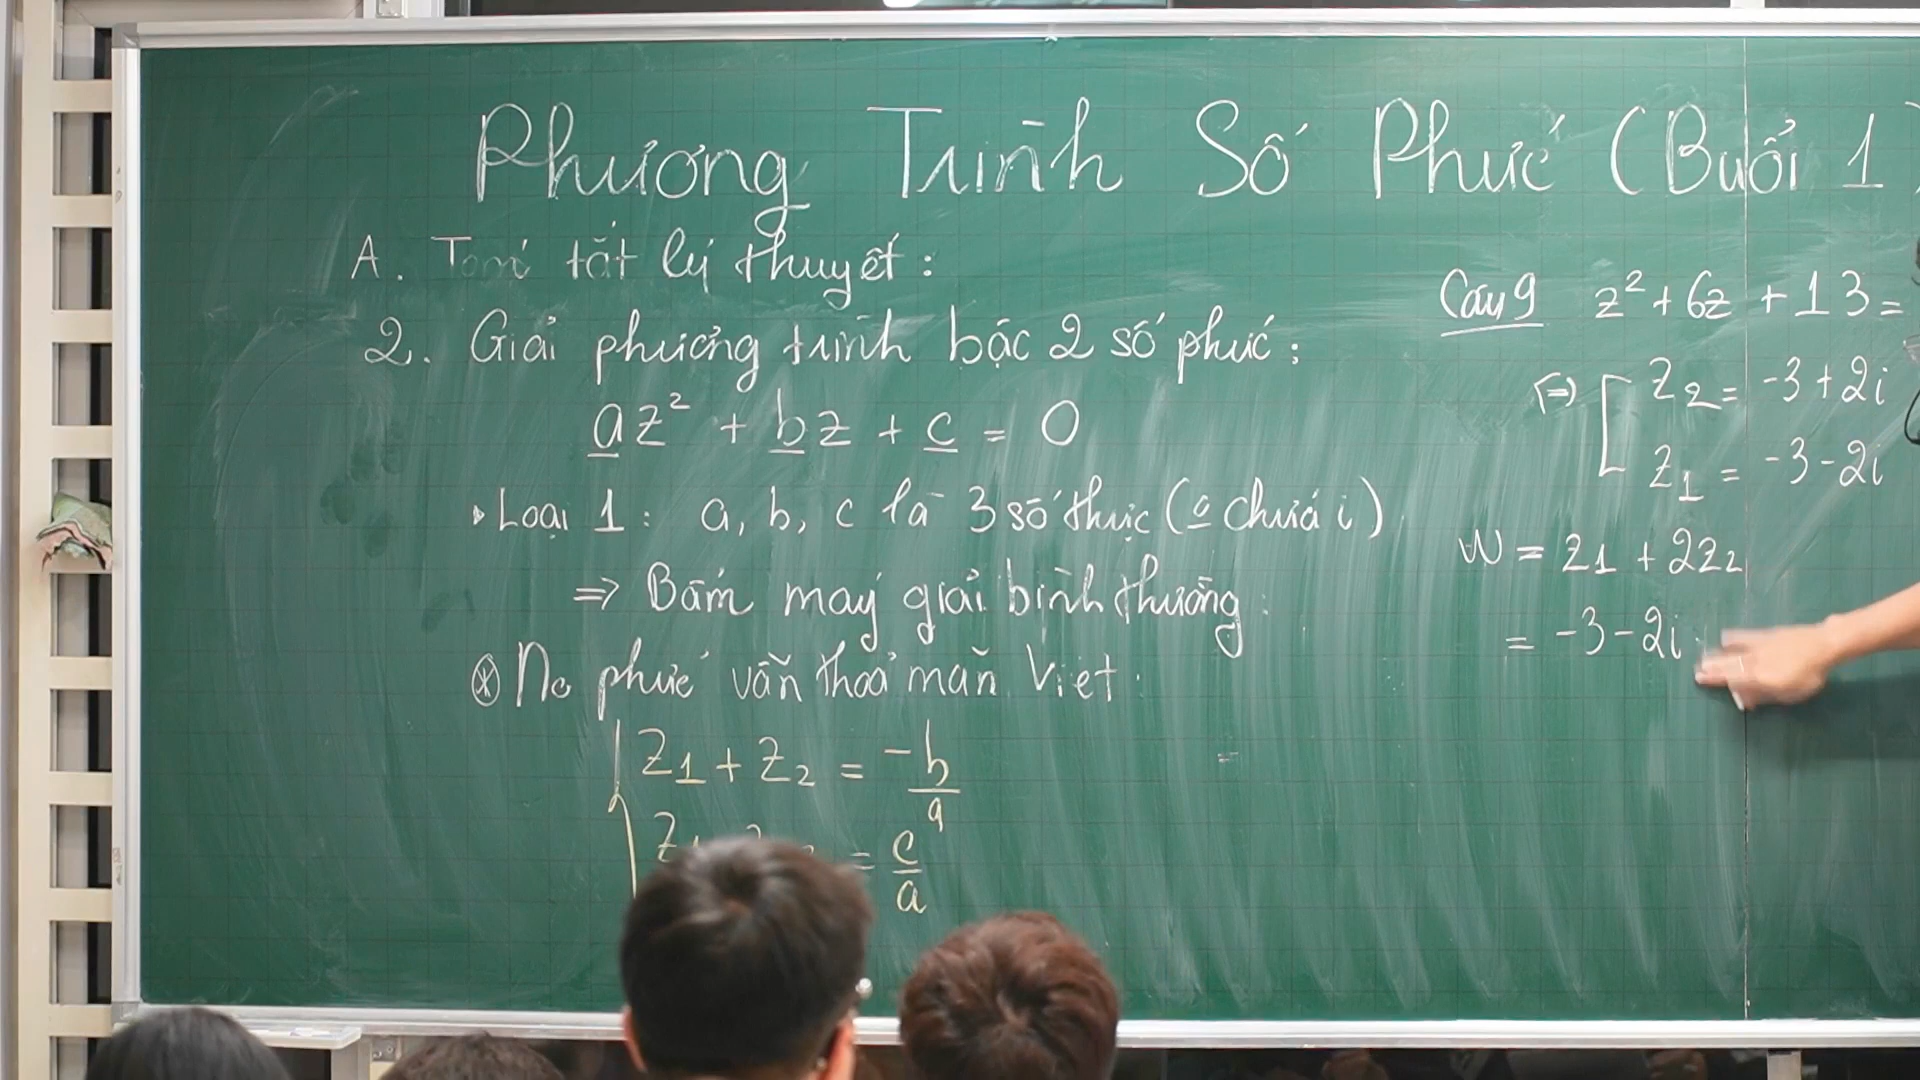 Phương Trình Số Phức (Buổi 1)
A. Tóm tắt lý thuyết:
2. Giải phương trình bậc 2 số phức:
az² + bz + c = 0
Loại 1: a, b, c là 3 số thực (o chứa i)
=> Bấm máy giải bình thường:
⊛ No phức vẫn thoả mãn Viet:
z1 + z2 = -b/a
= c/a
Câu 9 z² + 6z + 13 =
z2 = -3 + 2i
z1 = -3 - 2i
W = z1 + 2z2
= -3 - 2i